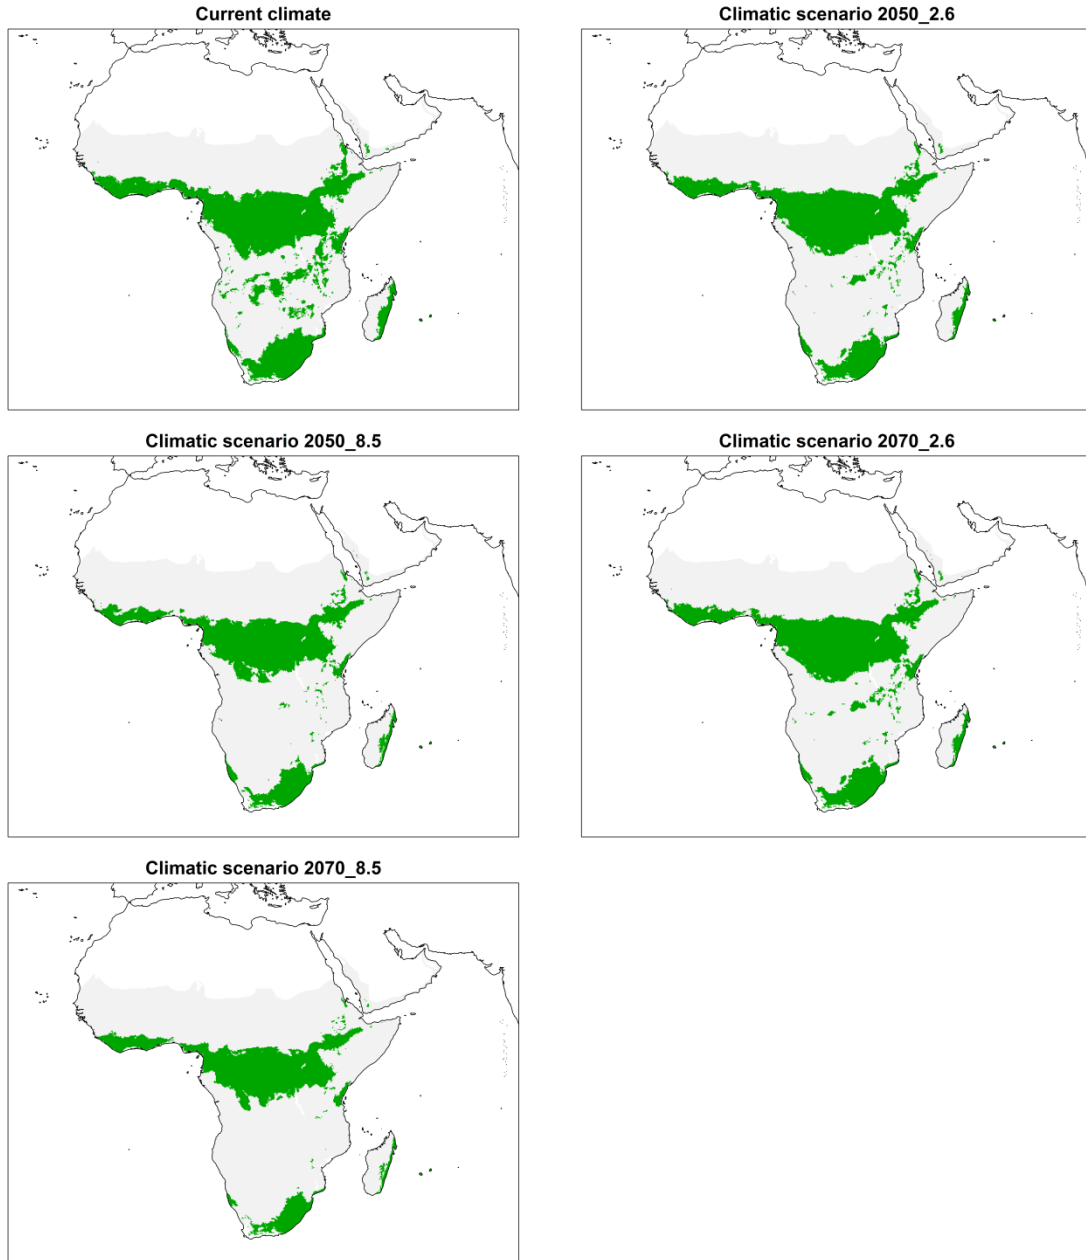 Current climate
Climatic scenario 2050_2.6
Climatic scenario 2050_8.5
Climatic scenario 2070_2.6
Climatic scenario 2070_8.5